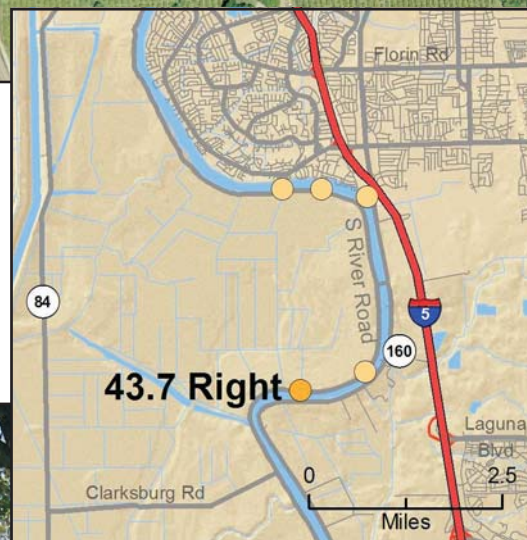 Florin Rd
S River Road
84
5
160
43.7 Right
Laguna
Blvd
0
2.5
Clarksburg Rd
Miles